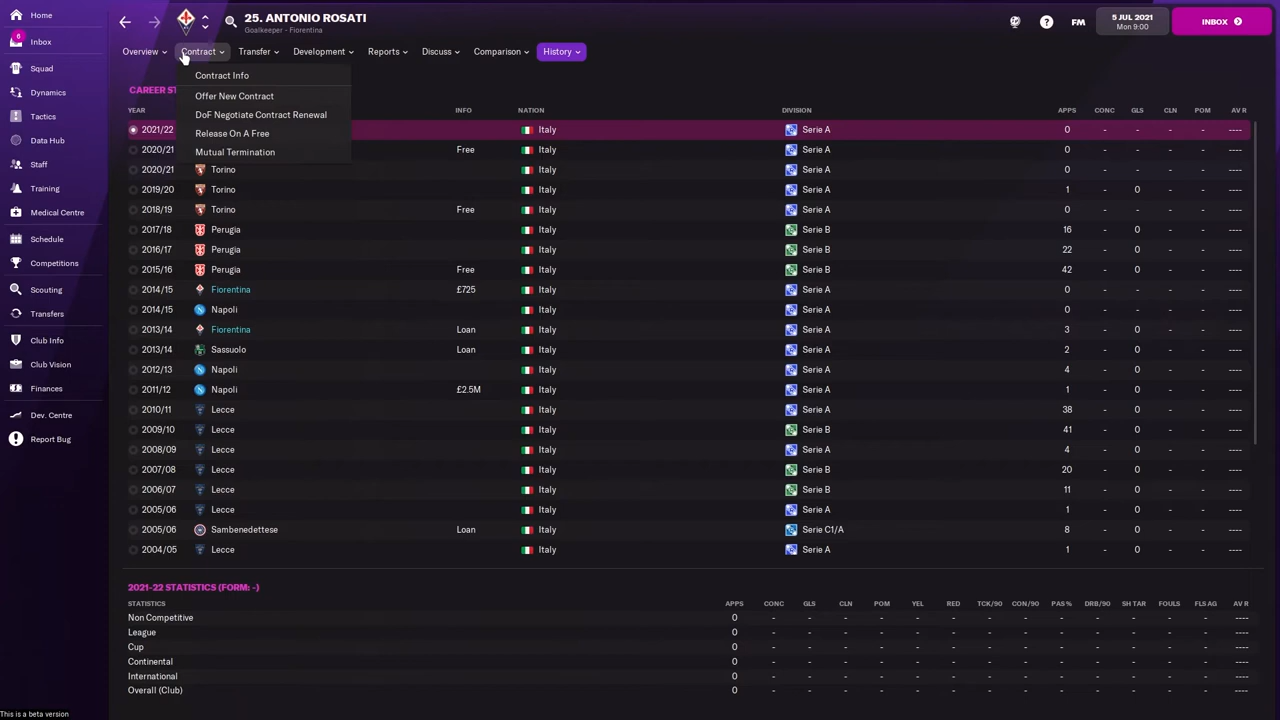 Home
6
Inbox
Squad
Dynamics
Tactics
Data Hub
Staff
Training
Medical Centre
Schedule
Competitions
Scouting
Transfers
Club Info
Club Vision
Finances
Dev. Centre
Report Bug
This is a beta version
25. ANTONIO ROSATI
Goalkeeper - Fiorentina
FM
5 JUL 2021
Mon 9:00
INBOX
Overview Contract Transfer Development Reports Discuss Comparison History
Contract Info
Offer New Contract
DoF Negotiate Contract Renewal
Release On A Free
Mutual Termination
CAREER ST
YEAR INFO NATION DIVISION APPS CONC GLS CLN POM AV R
2021/22 Italy Serie A 0 - - - - ----
2020/21 Free Italy Serie A 0 - - - - ----
2020/21 Torino Italy Serie A 0 - - - - ----
2019/20 Torino Italy Serie A 1 - 0 - - ----
2018/19 Torino Free Italy Serie A 0 - - - - ----
2017/18 Perugia Italy Serie B 16 - 0 - - ----
2016/17 Perugia Italy Serie B 22 - 0 - - ----
2015/16 Perugia Free Italy Serie B 42 - 0 - - ----
2014/15 Fiorentina £725 Italy Serie A 0 - 0 - - ----
2014/15 Napoli Italy Serie A 0 - 0 - - ----
2013/14 Fiorentina Loan Italy Serie A 3 - 0 - - ----
2013/14 Sassuolo Loan Italy Serie A 2 - 0 - - ----
2012/13 Napoli Italy Serie A 4 - 0 - - ----
2011/12 Napoli £2.5M Italy Serie A 1 - 0 - - ----
2010/11 Lecce Italy Serie A 38 - 0 - - ----
2009/10 Lecce Italy Serie B 41 - 0 - - ----
2008/09 Lecce Italy Serie A 4 - 0 - - ----
2007/08 Lecce Italy Serie B 20 - 0 - - ----
2006/07 Lecce Italy Serie B 11 - 0 - - ----
2005/06 Lecce Italy Serie A 1 - 0 - - ----
2005/06 Sambenedettese Loan Italy Serie C1/A 8 - 0 - - ----
2004/05 Lecce Italy Serie A 1 - 0 - - ----
2021-22 STATISTICS (FORM: -)
STATISTICS APPS CONC GLS CLN POM YEL RED TCK/90 CON/90 PAS % DRB/90 SH TAR FOULS FLS AG AV R
Non Competitive 0 - - - - - - - - - - - - - ----
League 0 - - - - - - - - - - - - - ----
Cup 0 - - - - - - - - - - - - - ----
Continental 0 - - - - - - - - - - - - - ----
International 0 - - - - - - - - - - - - - ----
Overall (Club) 0 - - - - - - - - - - - - - ----